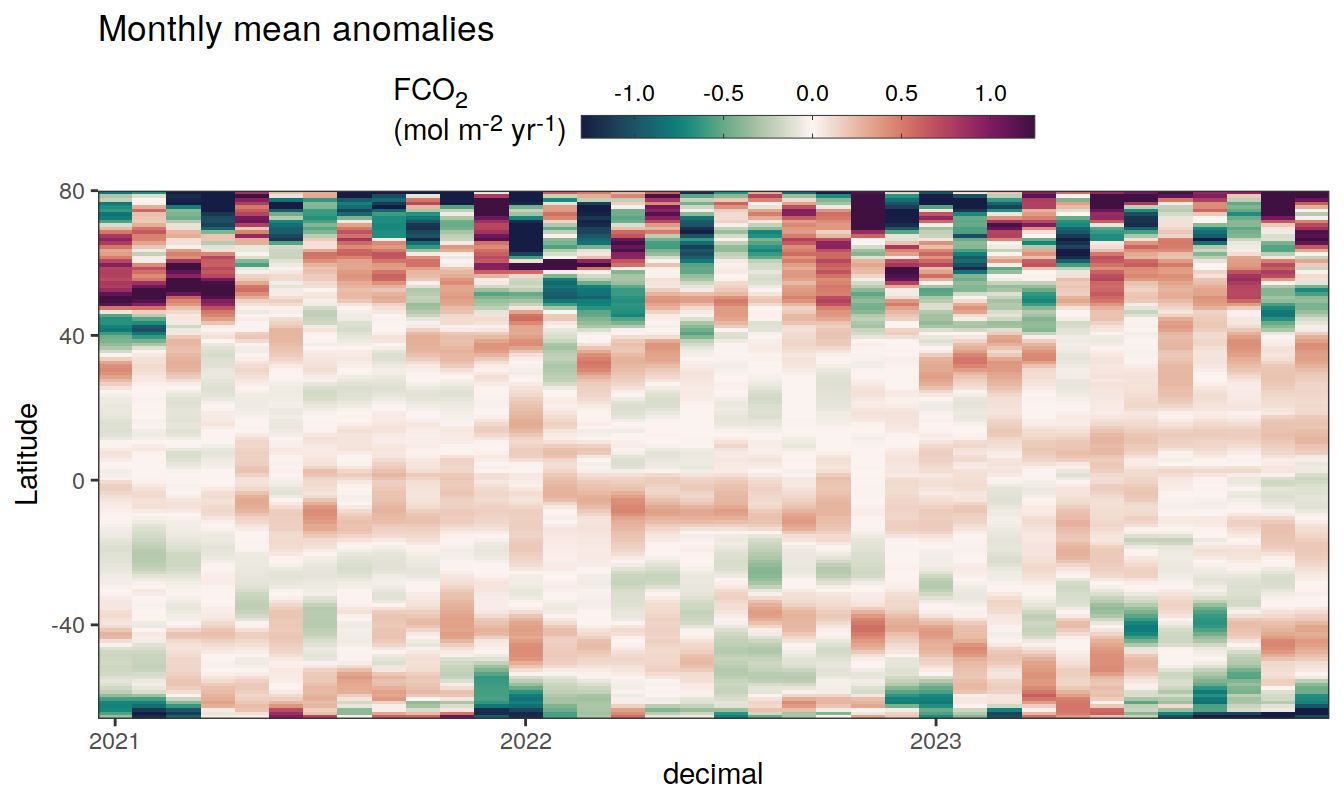 Monthly mean anomalies
FCO₂
(mol m⁻² yr⁻¹)
-1.0 -0.5 0.0 0.5 1.0
80
40
0
-40
Latitude
2021 2022 2023
decimal